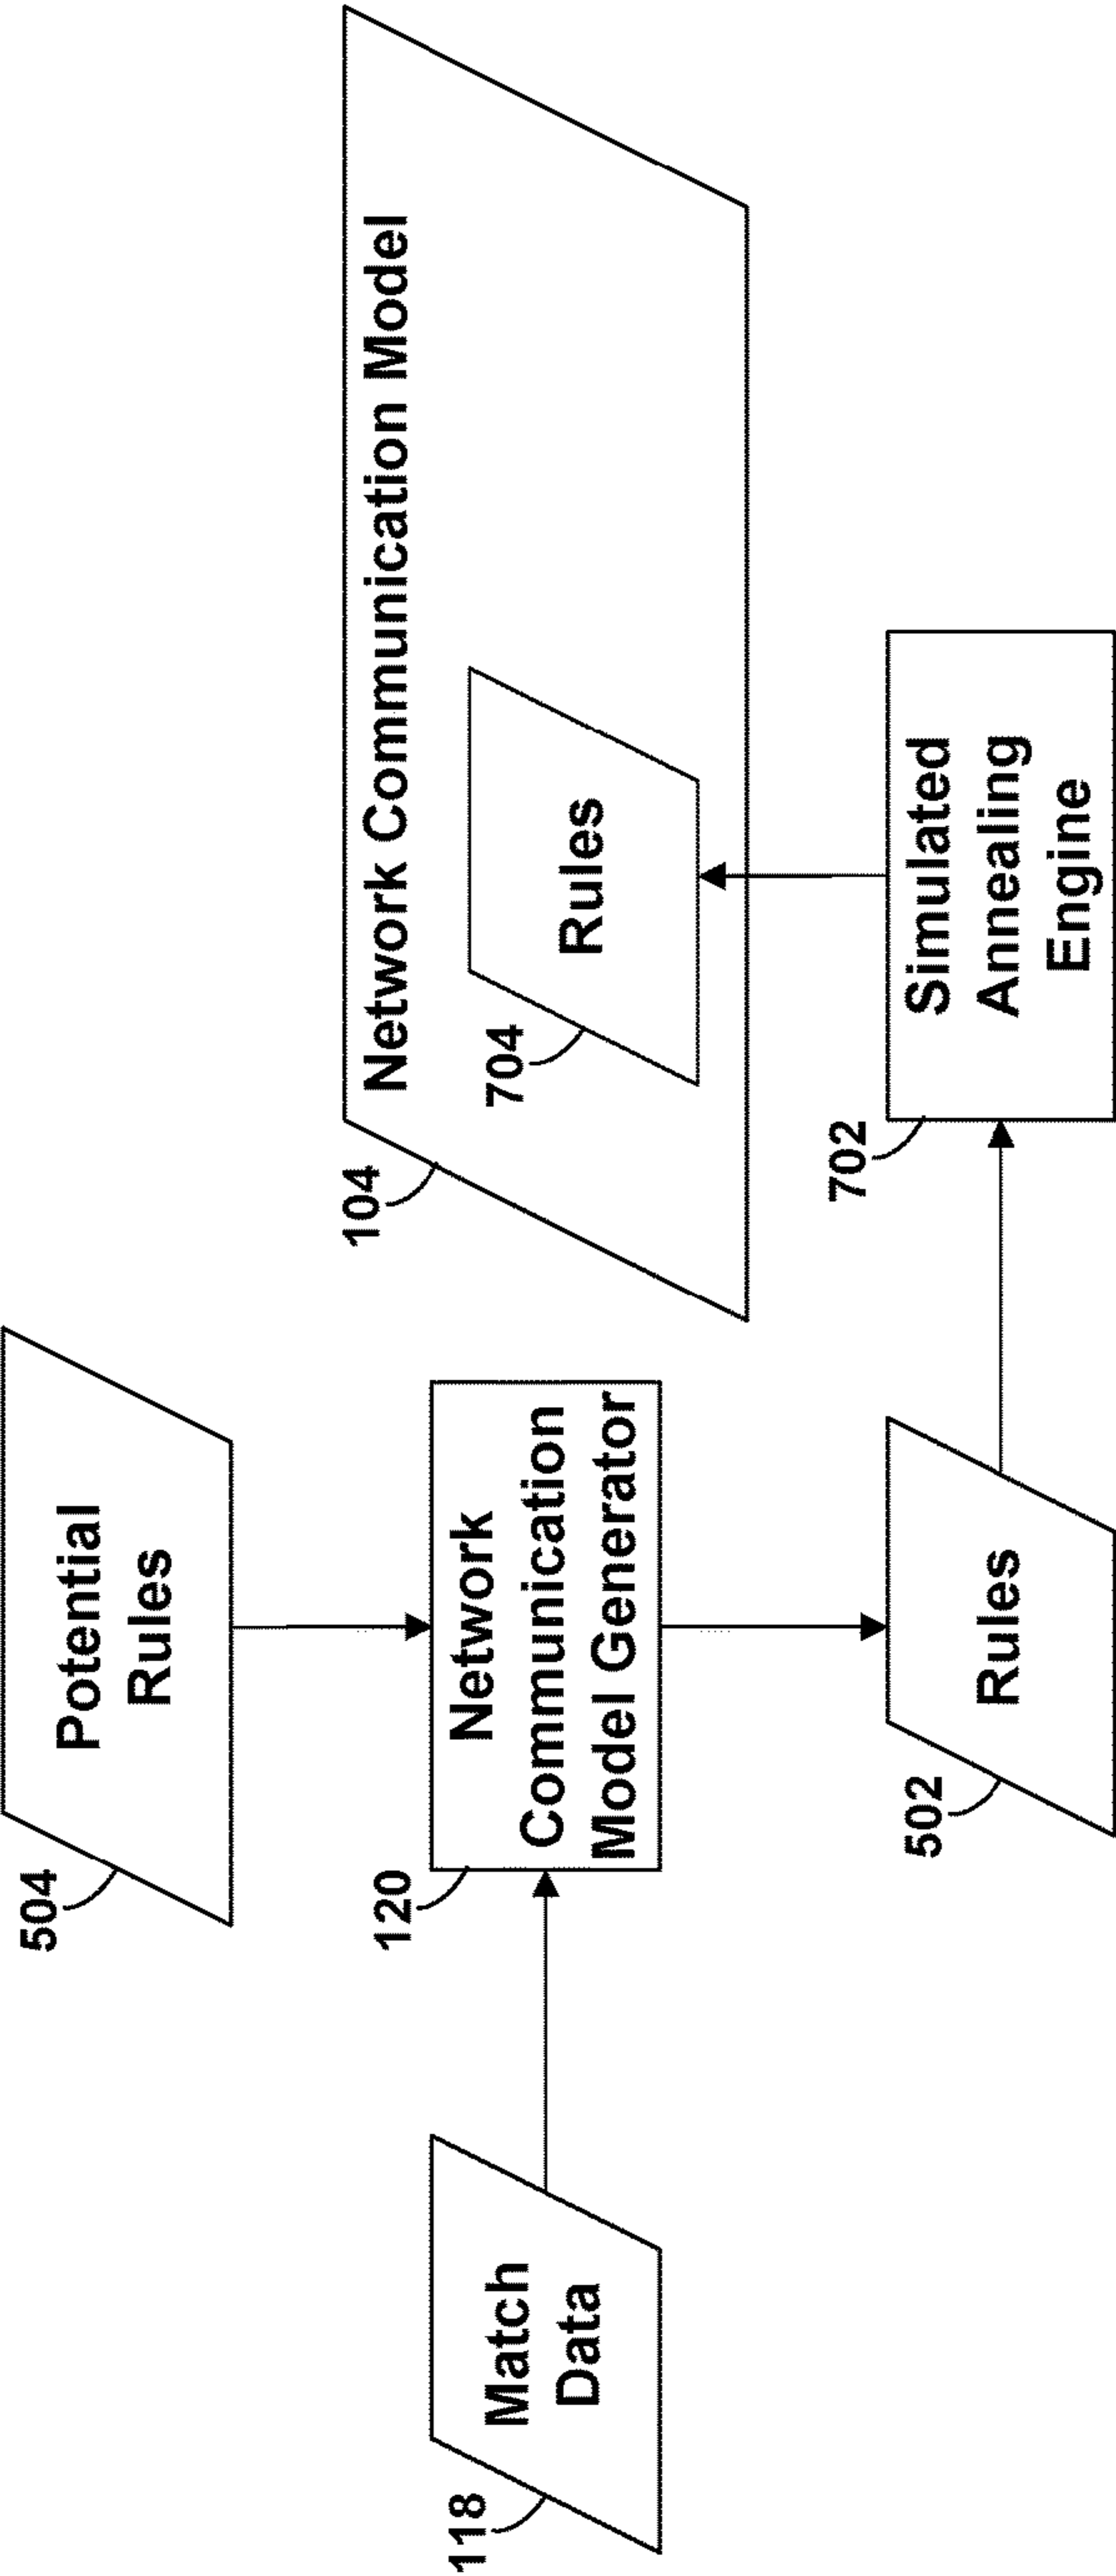 504
Potential
Rules
118
Match
Data
120
Network
Communication
Model Generator
104
Network Communication Model
704
Rules
502
Rules
702
Simulated
Annealing
Engine